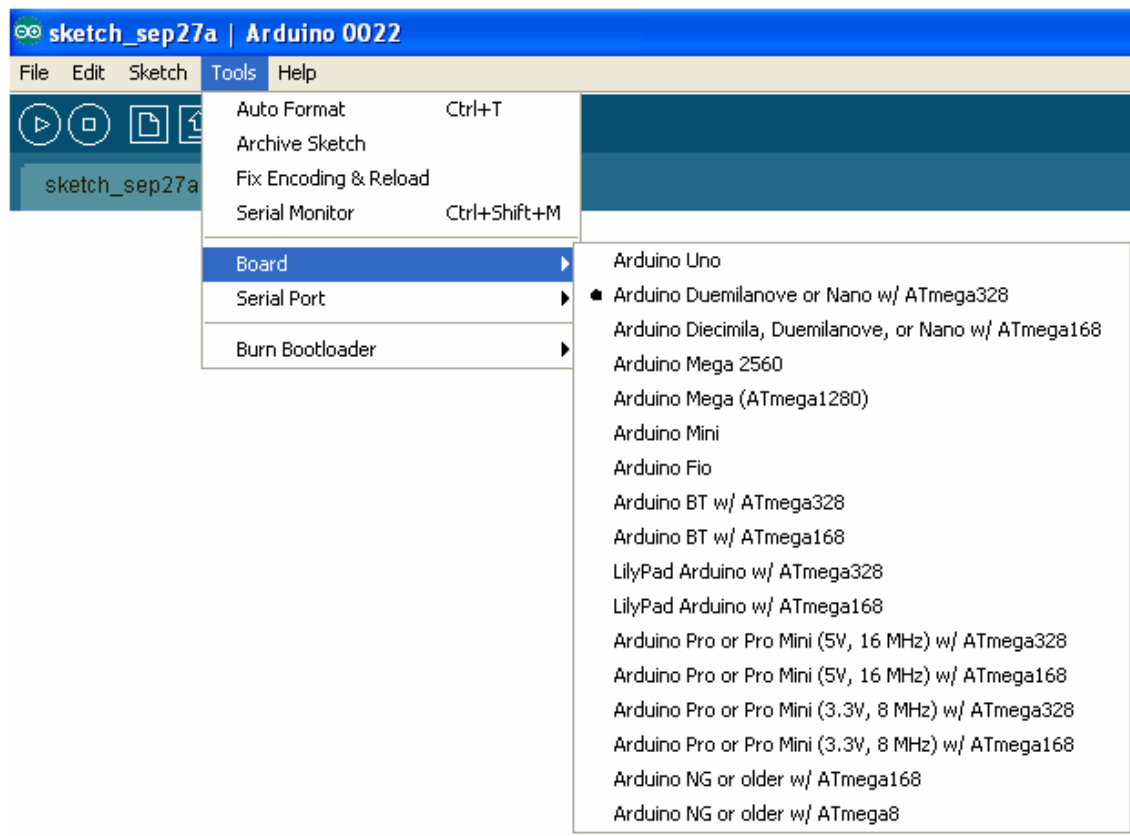 sketch_sep27a | Arduino 0022
File Edit Sketch Tools Help
sketch_sep27a
Auto Format Ctrl+T
Archive Sketch
Fix Encoding & Reload
Serial Monitor Ctrl+Shift+M
Board
Serial Port
Burn Bootloader
Arduino Uno
Arduino Duemilanove or Nano w/ ATmega328
Arduino Diecimila, Duemilanove, or Nano w/ ATmega168
Arduino Mega 2560
Arduino Mega (ATmega1280)
Arduino Mini
Arduino Fio
Arduino BT w/ ATmega328
Arduino BT w/ ATmega168
LilyPad Arduino w/ ATmega328
LilyPad Arduino w/ ATmega168
Arduino Pro or Pro Mini (5V, 16 MHz) w/ ATmega328
Arduino Pro or Pro Mini (5V, 16 MHz) w/ ATmega168
Arduino Pro or Pro Mini (3.3V, 8 MHz) w/ ATmega328
Arduino Pro or Pro Mini (3.3V, 8 MHz) w/ ATmega168
Arduino NG or older w/ ATmega168
Arduino NG or older w/ ATmega8